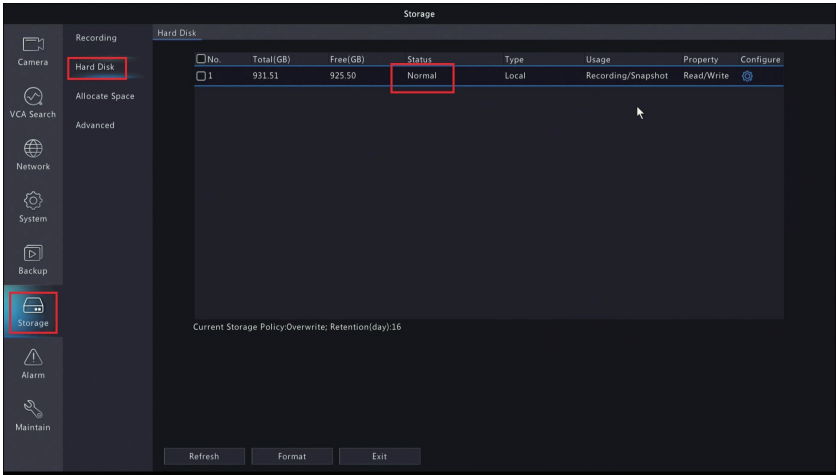 Storage
Camera
VCA Search
Network
System
Backup
Storage
Alarm
Maintain
Recording
Hard Disk
Allocate Space
Advanced
Hard Disk
No. Total(GB) Free(GB) Status Type Usage Property Configure
1 931.51 925.50 Normal Local Recording/Snapshot Read/Write
Current Storage Policy:Overwrite; Retention(day):16
Refresh Format Exit